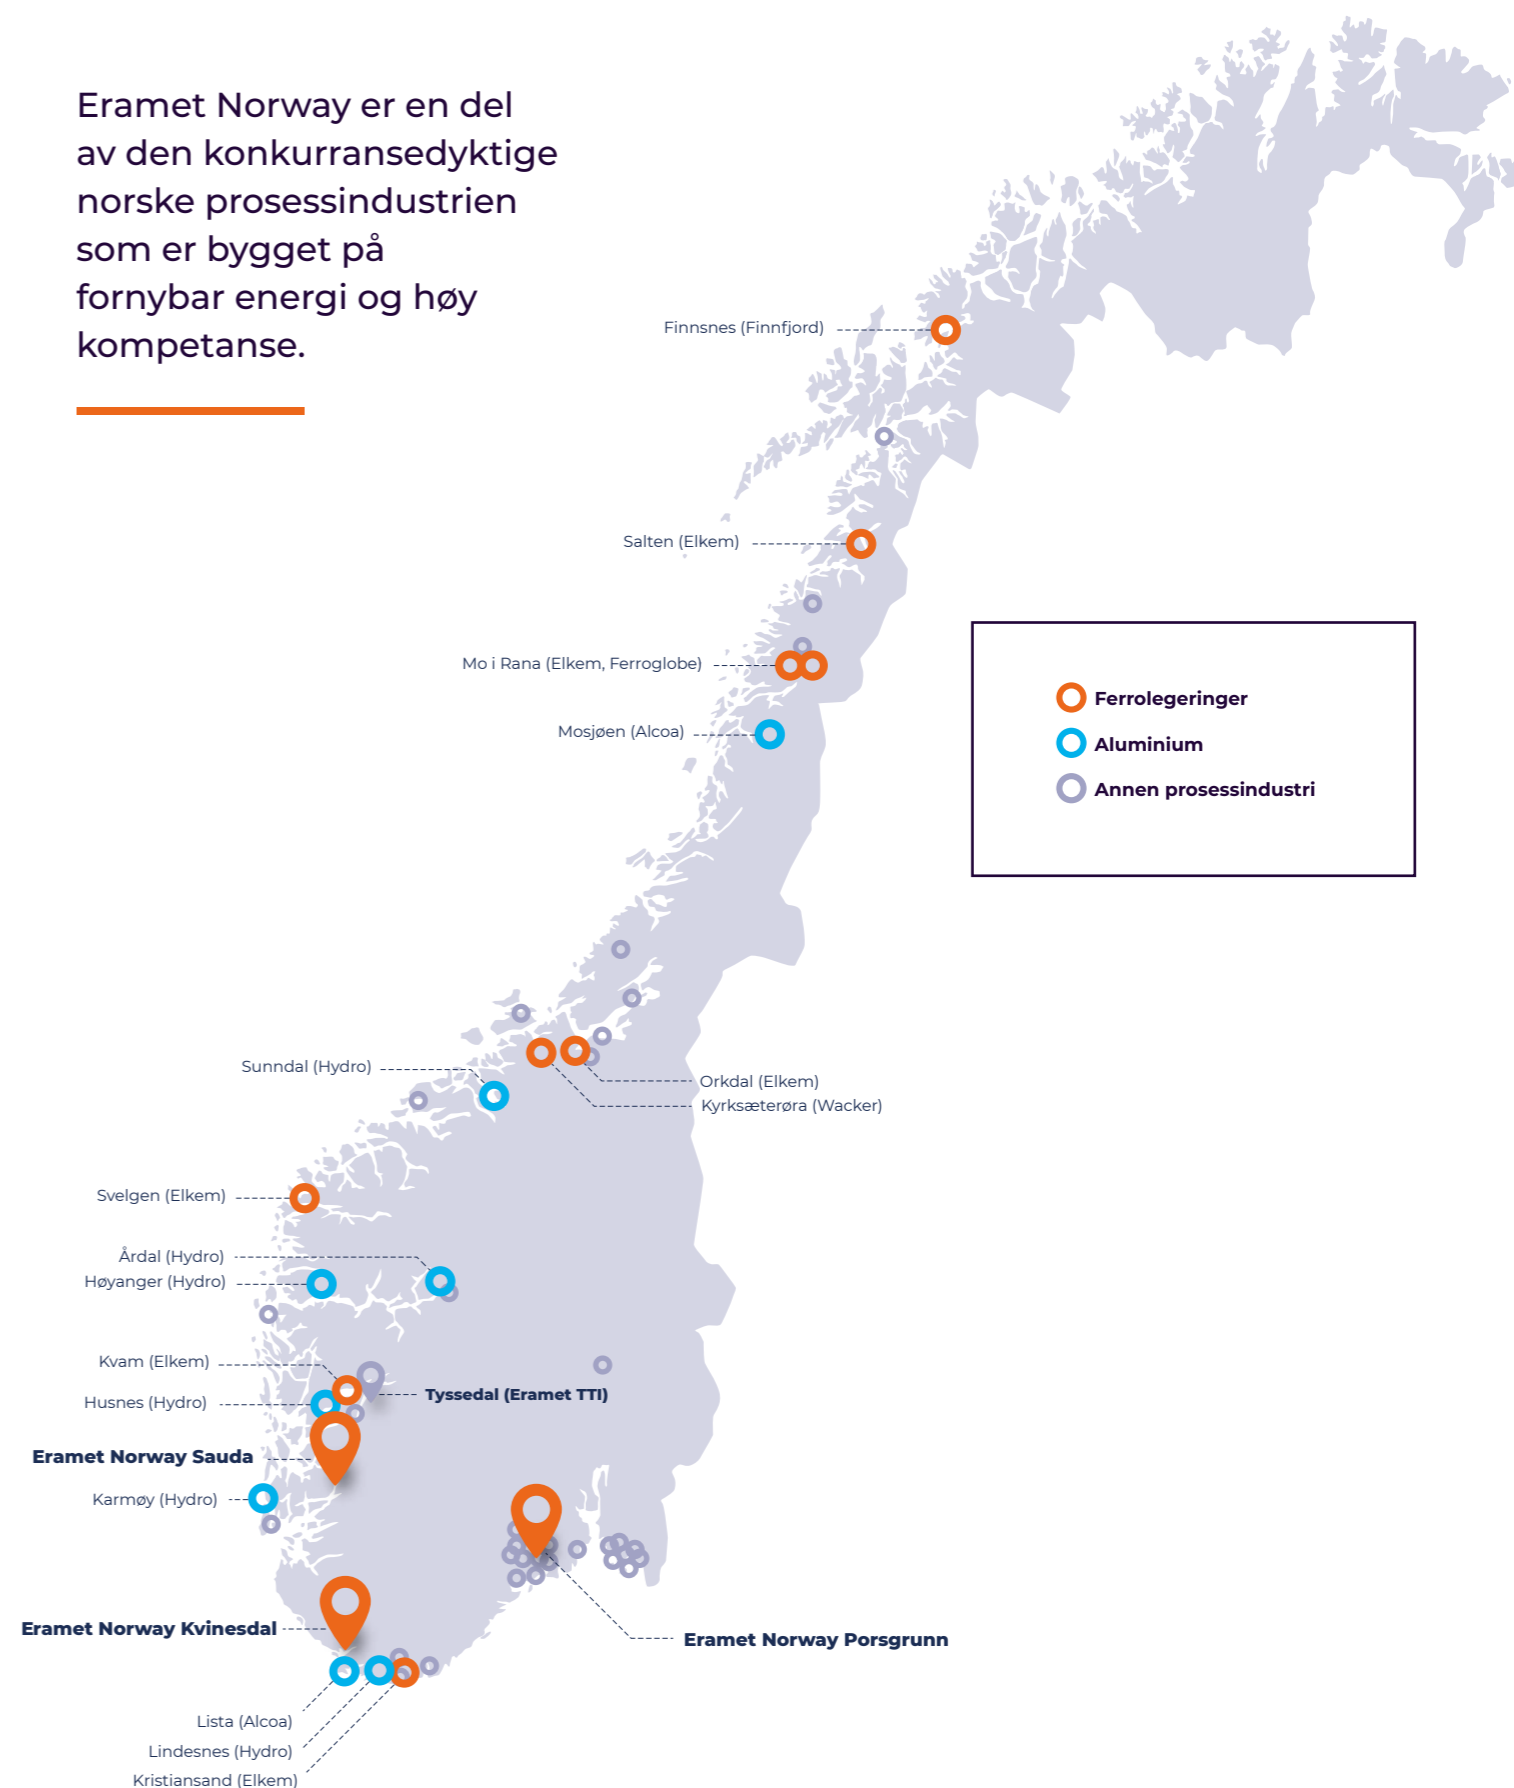 Eramet Norway er en del
av den konkurransedyktige
norske prosessindustrien
som er bygget på
fornybar energi og høy
kompetanse.
Finnsnes (Finnfjord)
Salten (Elkem)
Mo i Rana (Elkem, Ferroglobe)
Mosjøen (Alcoa)
Ferrolegeringer
Aluminium
Annen prosessindustri
Sunndal (Hydro)
Orkdal (Elkem)
Kyrksæterøra (Wacker)
Svelgen (Elkem)
Årdal (Hydro)
Høyanger (Hydro)
Kvam (Elkem)
Tyssedal (Eramet TTI)
Husnes (Hydro)
Eramet Norway Sauda
Karmøy (Hydro)
Eramet Norway Kvinesdal
Eramet Norway Porsgrunn
Lista (Alcoa)
Lindesnes (Hydro)
Kristiansand (Elkem)